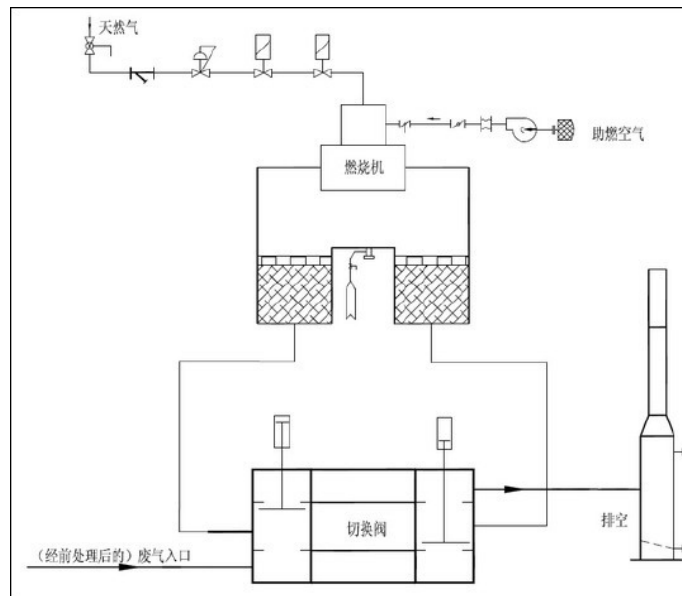 天然气
助燃空气
燃烧机
切换阀
排空
（经前处理后的）废气入口